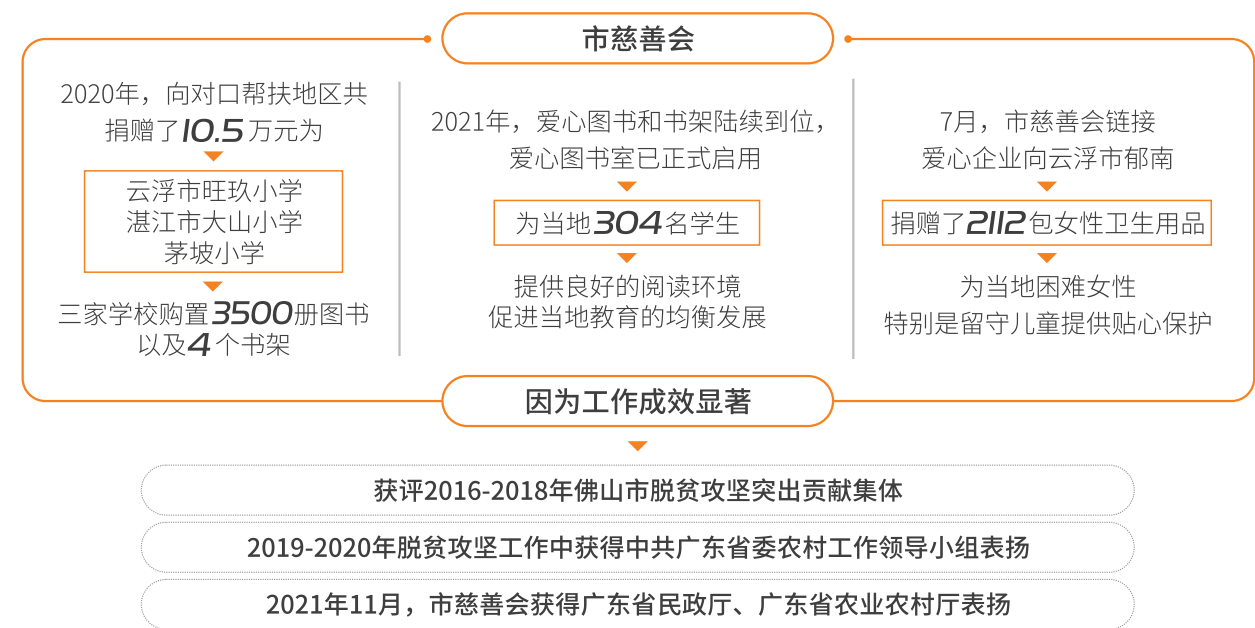 市慈善会
2020年，向对口帮扶地区共
捐赠了10.5万元为
云浮市旺玖小学
湛江市大山小学
茅坡小学
三家学校购置3500册图书
以及4个书架
2021年，爱心图书和书架陆续到位，
爱心图书室已正式启用
为当地304名学生
提供良好的阅读环境
促进当地教育的均衡发展
7月，市慈善会链接
爱心企业向云浮市郁南
捐赠了2112包女性卫生用品
为当地困难女性
特别是留守儿童提供贴心保护
因为工作成效显著
获评2016-2018年佛山市脱贫攻坚突出贡献集体
2019-2020年脱贫攻坚工作中获得中共广东省委农村工作领导小组表扬
2021年11月，市慈善会获得广东省民政厅、广东省农业农村厅表扬